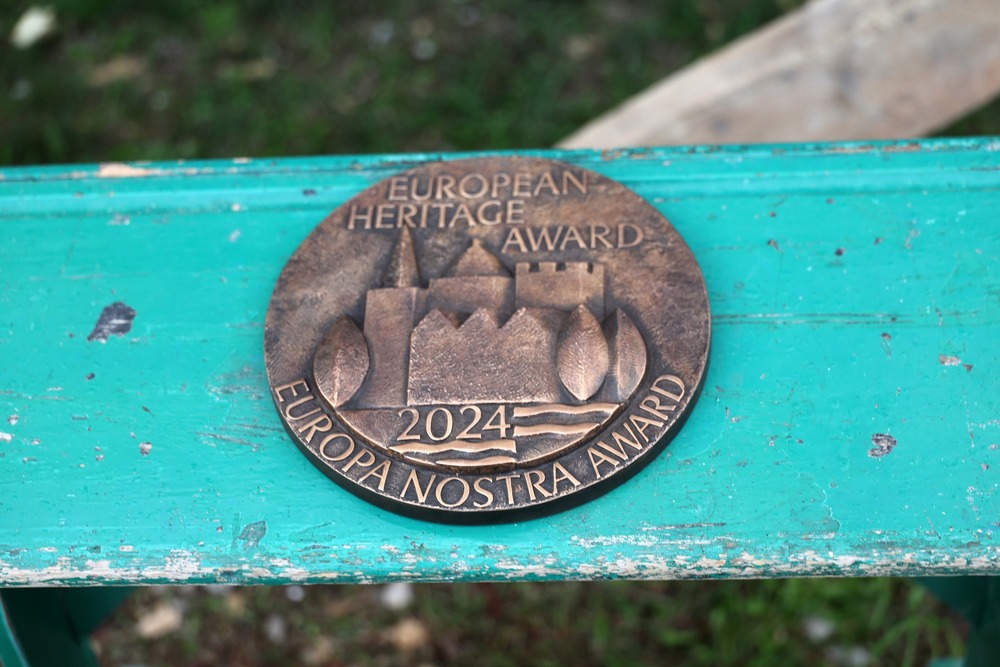 EUROPEAN
HERITAGE
AWARD
2024
EUROPA NOSTRA AWARD